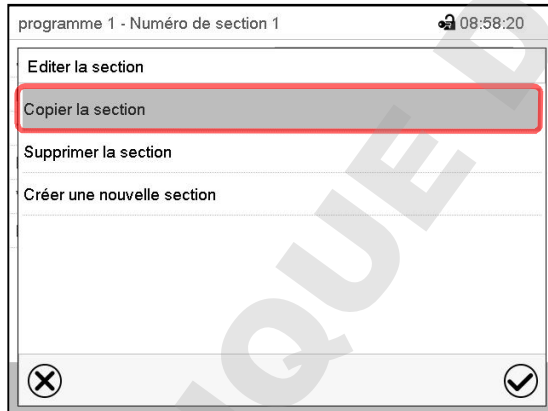 programme 1 - Numéro de section 1 08:58:20
Editer la section
Copier la section
Supprimer la section
Créer une nouvelle section
IQUE D